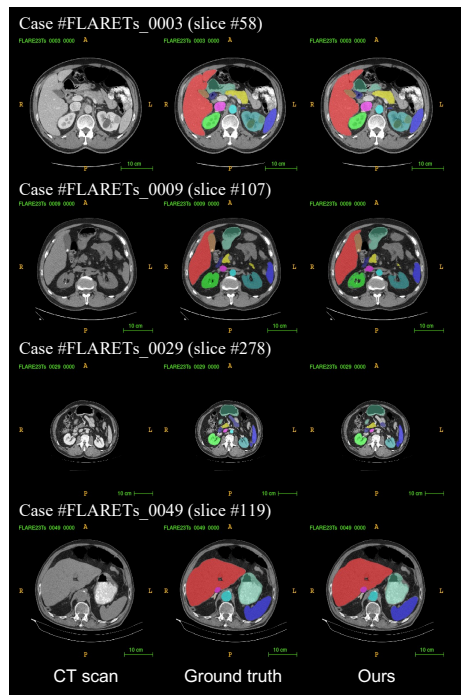 Case #FLARETs_0003 (slice #58)
FLARE23Ts 0003 0000 A FLARE23Ts 0003 0000 A FLARE23Ts 0003 0000 A
R L R L R L
P 10 cm P 10 cm P 10 cm
Case #FLARETs_0009 (slice #107)
FLARE23Ts 0009 0000 A FLARE23Ts 0009 0000 A FLARE23Ts 0009 0000 A
R L R L R L
P 10 cm P 10 cm P 10 cm
Case #FLARETs_0029 (slice #278)
FLARE23Ts 0029 0000 A FLARE23Ts 0029 0000 A FLARE23Ts 0029 0000 A
R L R L R L
P 10 cm P 10 cm P 10 cm
Case #FLARETs_0049 (slice #119)
FLARE23Ts 0049 0000 A FLARE23Ts 0049 0000 A FLARE23Ts 0049 0000 A
R L R L R L
P 10 cm P 10 cm P 10 cm
CT scan Ground truth Ours